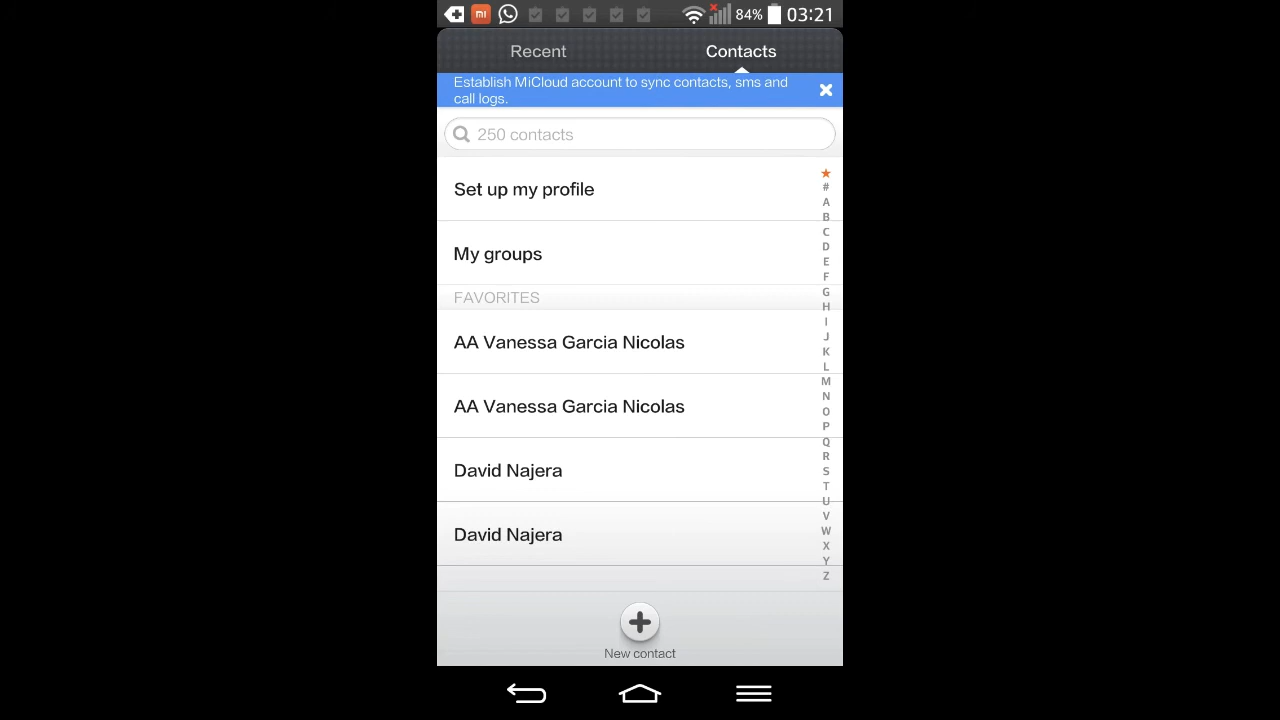 mi 84% 03:21
Recent Contacts
Establish MiCloud account to sync contacts, sms and
call logs.
250 contacts
Set up my profile
My groups
FAVORITES
AA Vanessa Garcia Nicolas
AA Vanessa Garcia Nicolas
David Najera
David Najera
#
A
B
C
D
E
F
G
H
I
J
K
L
M
N
O
P
Q
R
S
T
U
V
W
X
Y
Z
New contact